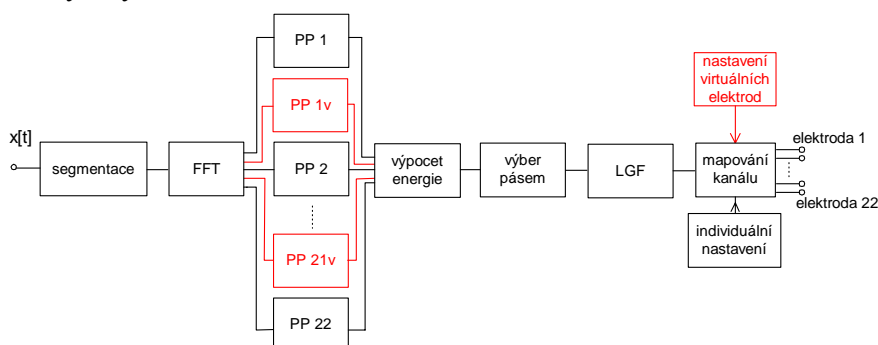 PP 1
nastavení
virtuálních
elektrod
PP 1v
x[t]
elektroda 1
segmentace
FFT
PP 2
výpocet
energie
výber
pásem
LGF
mapování
kanálu
elektroda 22
PP 21v
individuální
nastavení
PP 22